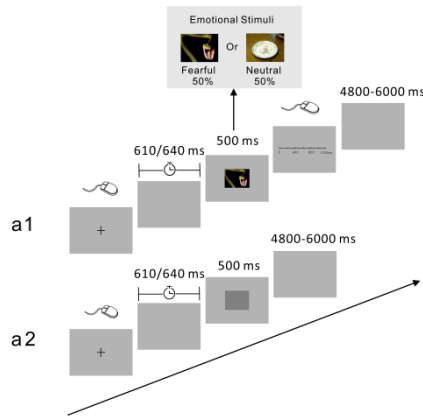 Emotional Stimuli
Or
Fearful
50%
Neutral
50%
4800-6000 ms
500 ms
610/640 ms
a1
4800-6000 ms
500 ms
610/640 ms
a2